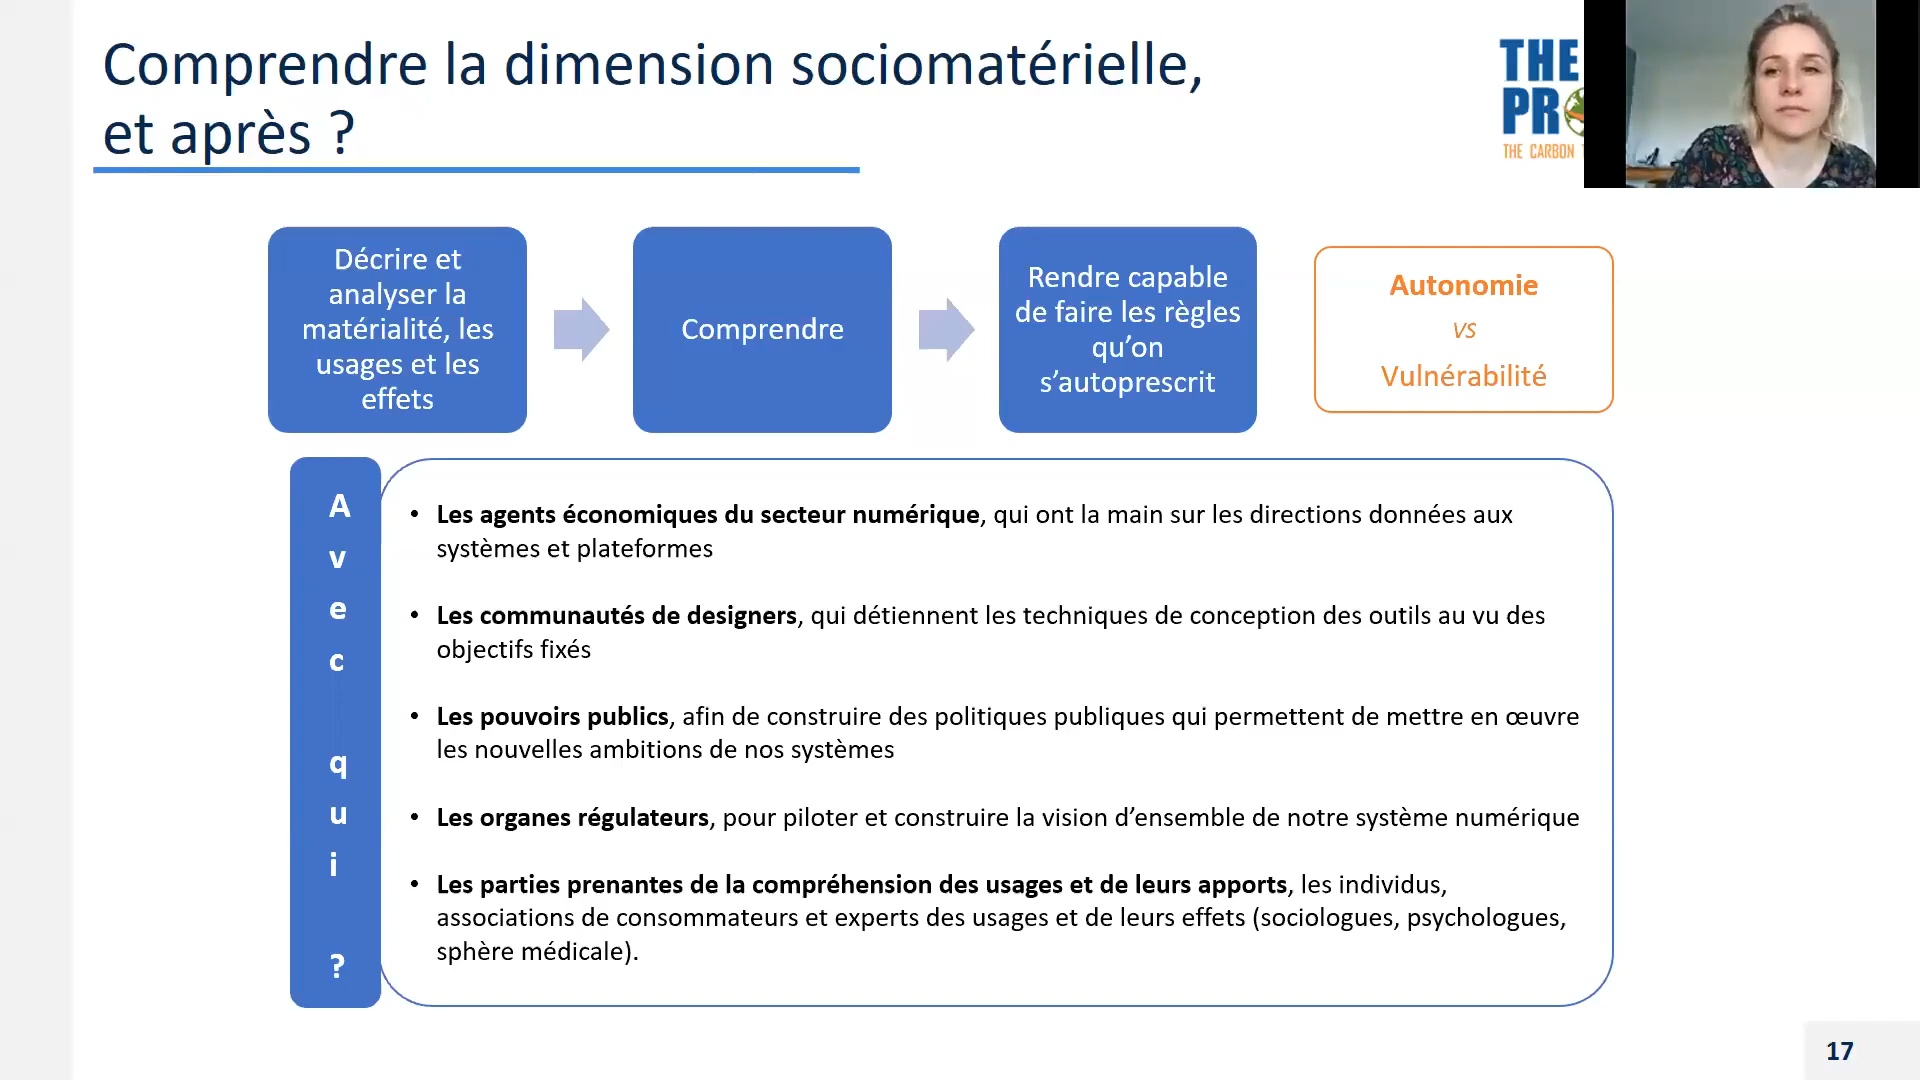 Comprendre la dimension sociomatérielle,
et après ?
THE
PR
THE CARBON
Décrire et
analyser la
matérialité, les
usages et les
effets
Comprendre
Rendre capable
de faire les règles
qu'on
s'autoprescrit
Autonomie
vs
Vulnérabilité
A
v
e
c
q
u
i
?
• Les agents économiques du secteur numérique, qui ont la main sur les directions données aux
systèmes et plateformes
• Les communautés de designers, qui détiennent les techniques de conception des outils au vu des
objectifs fixés
• Les pouvoirs publics, afin de construire des politiques publiques qui permettent de mettre en œuvre
les nouvelles ambitions de nos systèmes
• Les organes régulateurs, pour piloter et construire la vision d'ensemble de notre système numérique
• Les parties prenantes de la compréhension des usages et de leurs apports, les individus,
associations de consommateurs et experts des usages et de leurs effets (sociologues, psychologues,
sphère médicale).
17